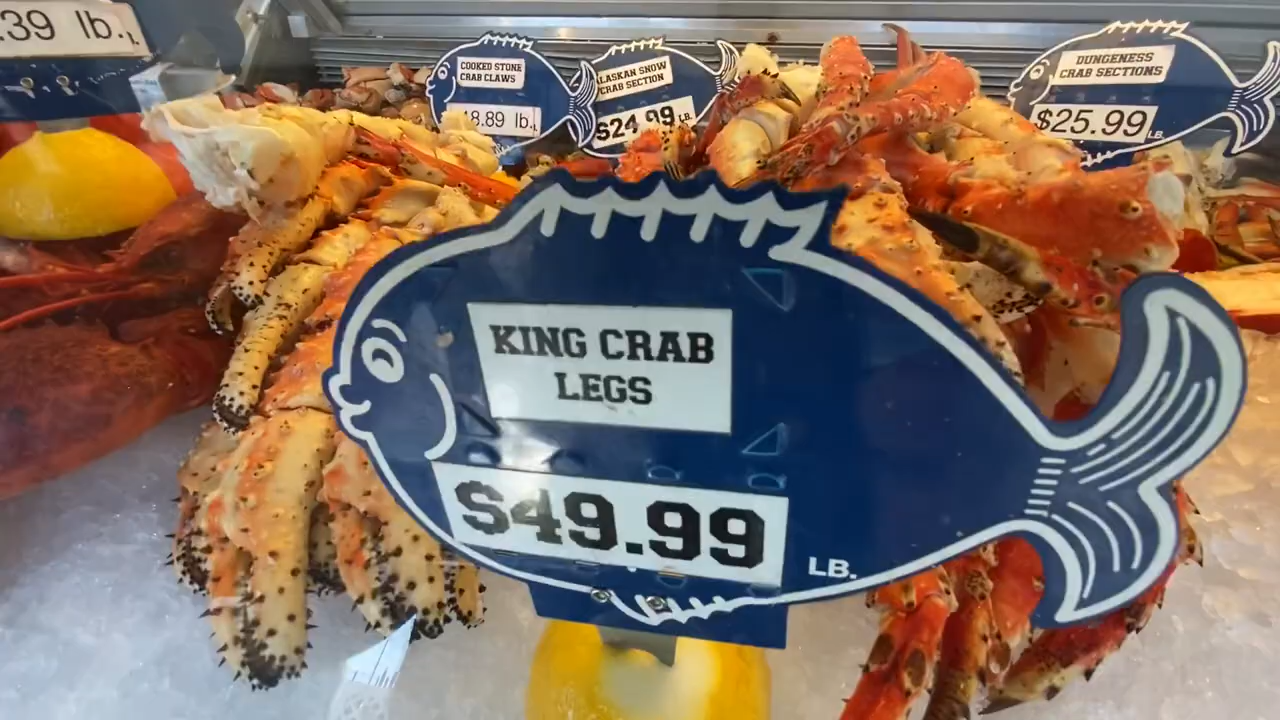 .39 lb.
COOKED STONE
CRAB CLAWS
8.89 lb.
ALASKAN SNOW
CRAB SECTION
$24.99 LB.
DUNGENESS
CRAB SECTIONS
$25.99 LB.
KING CRAB
LEGS
$49.99
LB.